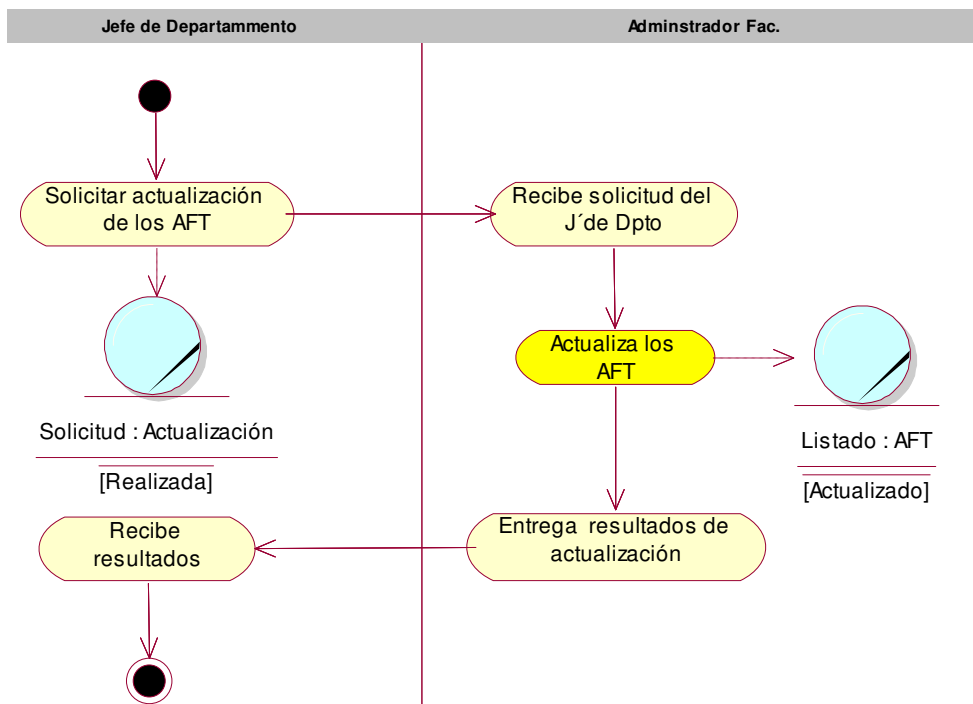 Jefe de Departammento
Adminstrador Fac.
Solicitar actualización
de los AFT
Recibe solicitud del
J´de Dpto
Actualiza los
AFT
Solicitud : Actualización
[Realizada]
Listado : AFT
[Actualizado]
Recibe
resultados
Entrega resultados de
actualización